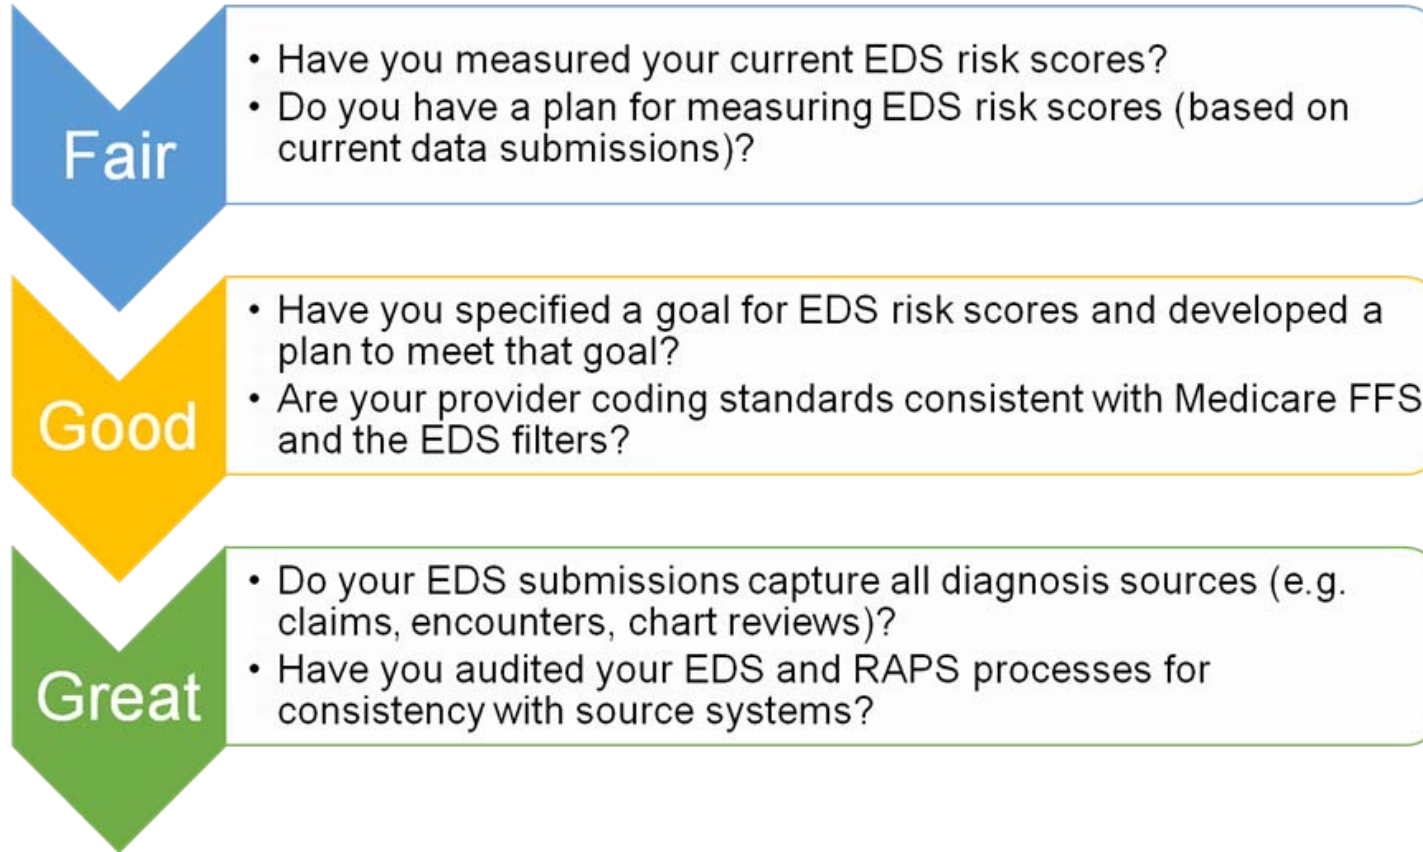 Fair
• Have you measured your current EDS risk scores?
• Do you have a plan for measuring EDS risk scores (based on
current data submissions)?
Good
• Have you specified a goal for EDS risk scores and developed a
plan to meet that goal?
• Are your provider coding standards consistent with Medicare FFS
and the EDS filters?
Great
• Do your EDS submissions capture all diagnosis sources (e.g.
claims, encounters, chart reviews)?
• Have you audited your EDS and RAPS processes for
consistency with source systems?